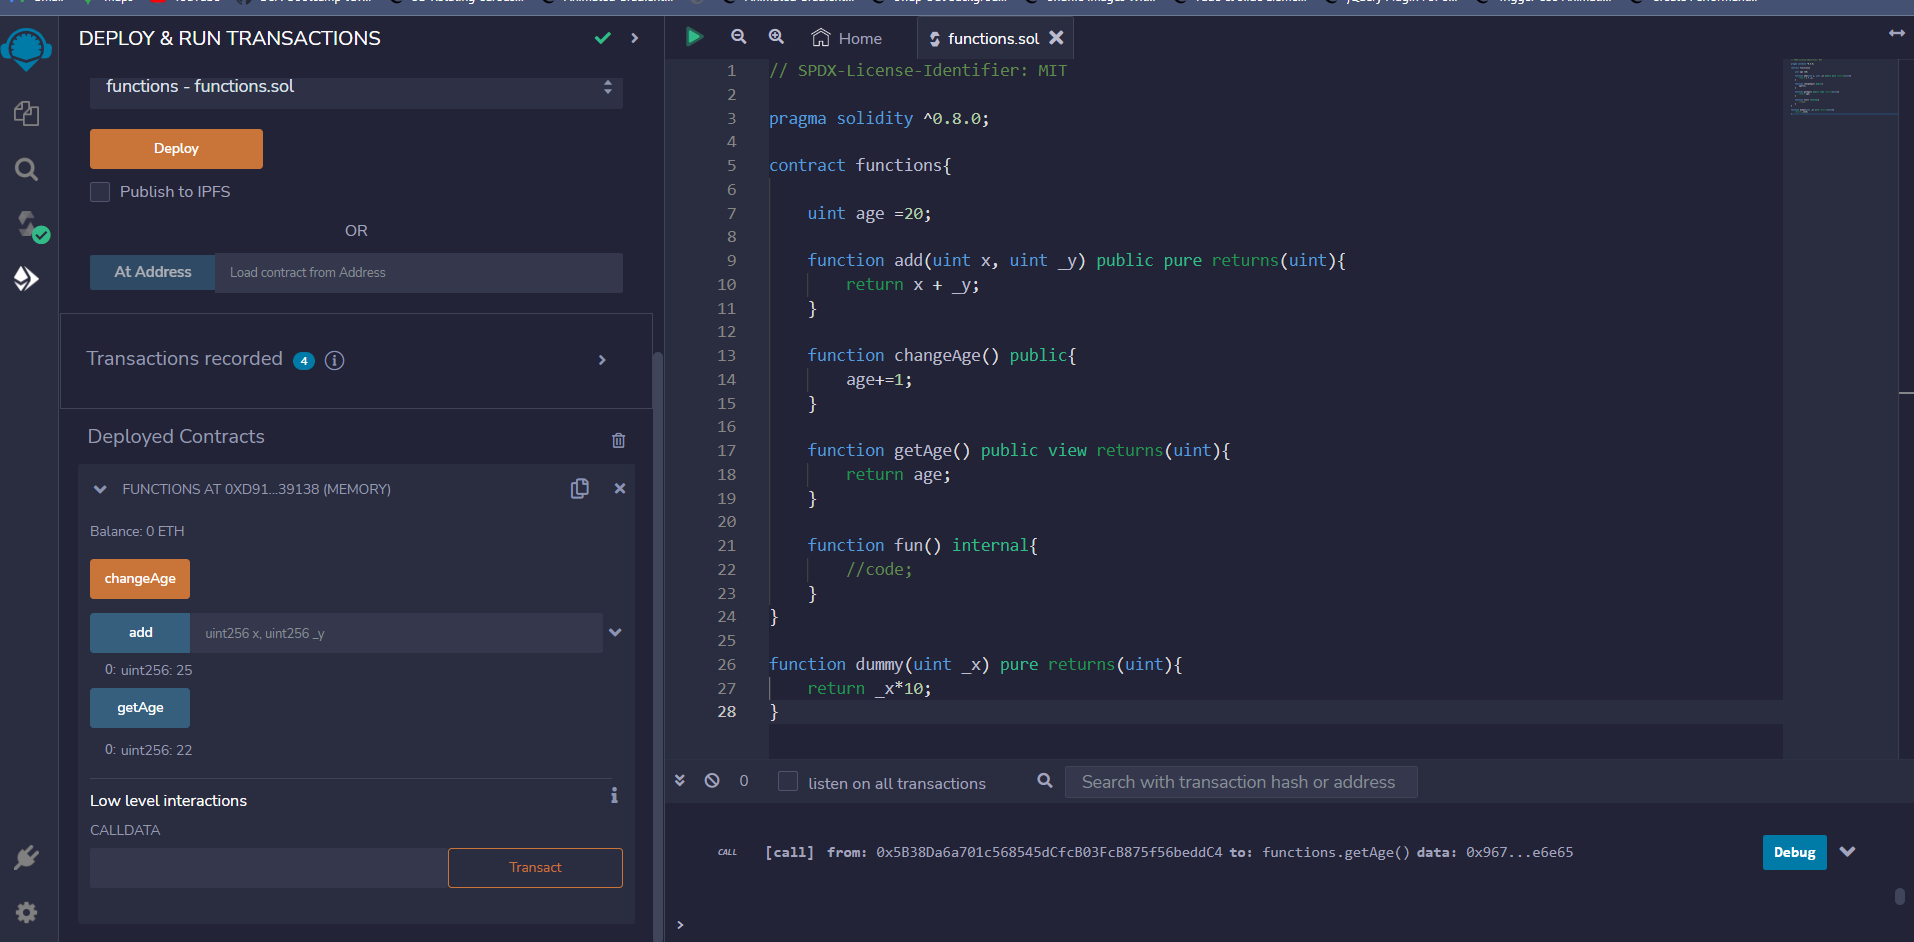 DEPLOY & RUN TRANSACTIONS
functions - functions.sol
Deploy
Publish to IPFS
OR
At Address Load contract from Address
Transactions recorded 4
Deployed Contracts
FUNCTIONS AT 0XD91...39138 (MEMORY)
Balance: 0 ETH
changeAge
add uint256 x, uint256 _y
0: uint256: 25
getAge
0: uint256: 22
Low level interactions
CALLDATA
Transact
Home functions.sol
1 // SPDX-License-Identifier: MIT
2
3 pragma solidity ^0.8.0;
4
5 contract functions{
6
7 uint age =20;
8
9 function add(uint x, uint _y) public pure returns(uint){
10 return x + _y;
11 }
12
13 function changeAge() public{
14 age+=1;
15 }
16
17 function getAge() public view returns(uint){
18 return age;
19 }
20
21 function fun() internal{
22 //code;
23 }
24 }
25
26 function dummy(uint _x) pure returns(uint){
27 return _x*10;
28 }
0 listen on all transactions Search with transaction hash or address
CALL [call] from: 0x5B38Da6a701c568545dCfcB03FcB875f56beddC4 to: functions.getAge() data: 0x967...e6e65 Debug
>